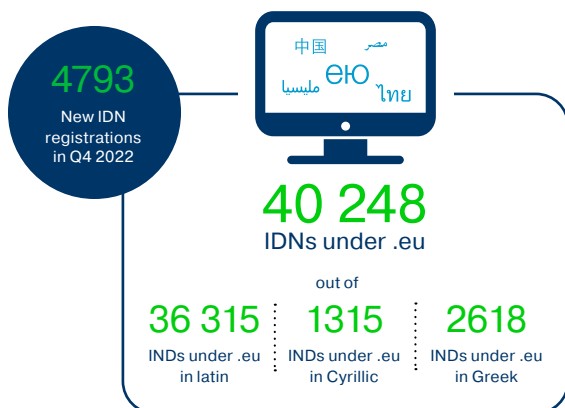 4793
New IDN
registrations
in Q4 2022
中国
مصر
ею
مليسيا
ไทย
40 248
IDNs under .eu
out of
36 315
INDs under .eu
in latin
1315
INDs under .eu
in Cyrillic
2618
INDs under .eu
in Greek